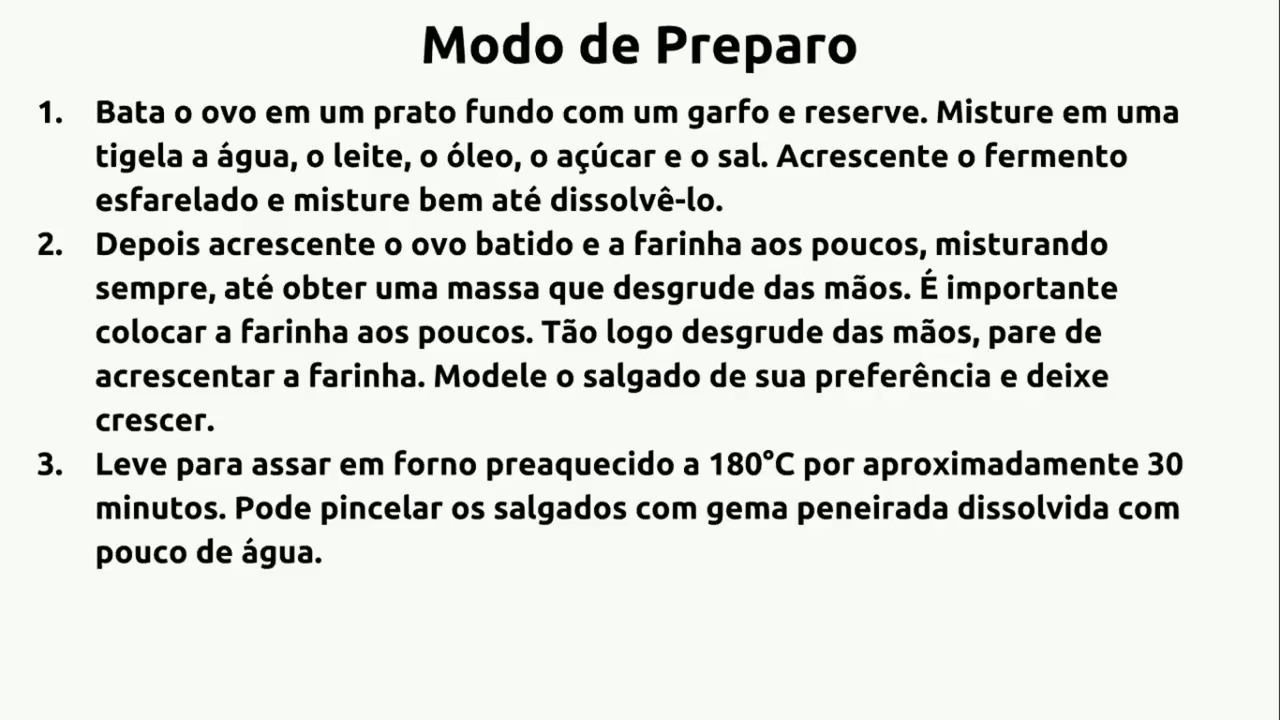 Modo de Preparo
1. Bata o ovo em um prato fundo com um garfo e reserve. Misture em uma
tigela a água, o leite, o óleo, o açúcar e o sal. Acrescente o fermento
esfarelado e misture bem até dissolvê-lo.
2. Depois acrescente o ovo batido e a farinha aos poucos, misturando
sempre, até obter uma massa que desgrude das mãos. É importante
colocar a farinha aos poucos. Tão logo desgrude das mãos, pare de
acrescentar a farinha. Modele o salgado de sua preferência e deixe
crescer.
3. Leve para assar em forno preaquecido a 180°C por aproximadamente 30
minutos. Pode pincelar os salgados com gema peneirada dissolvida com
pouco de água.